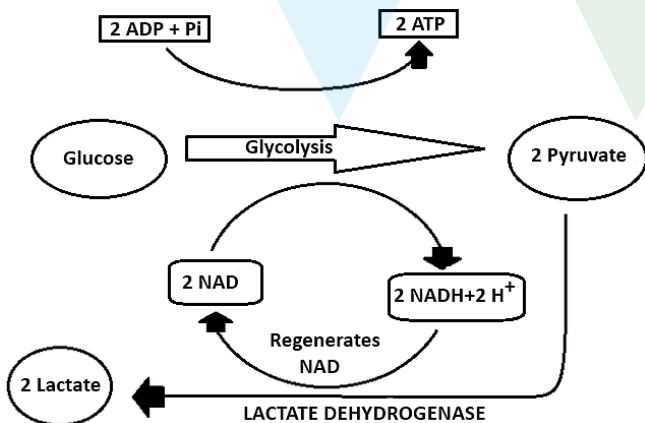 2 ADP + Pi
2 ATP
Glucose
Glycolysis
2 Pyruvate
2 NAD
2 NADH+2 H+
Regenerates
NAD
2 Lactate
LACTATE DEHYDROGENASE